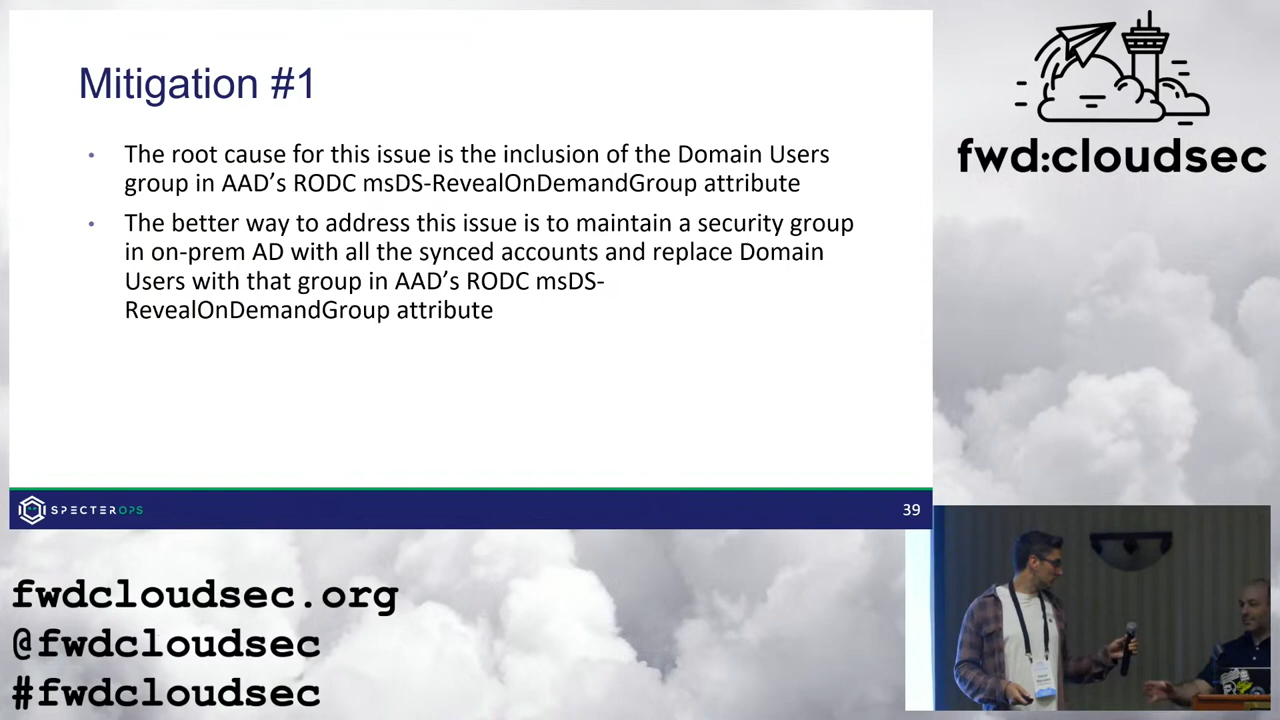 Mitigation #1
• The root cause for this issue is the inclusion of the Domain Users
group in AAD’s RODC msDS-RevealOnDemandGroup attribute
• The better way to address this issue is to maintain a security group
in on-prem AD with all the synced accounts and replace Domain
Users with that group in AAD’s RODC msDS-
RevealOnDemandGroup attribute
SPECTEROPS
39
fwd:cloudsec
fwdcloudsec.org
@fwdcloudsec
#fwdcloudsec